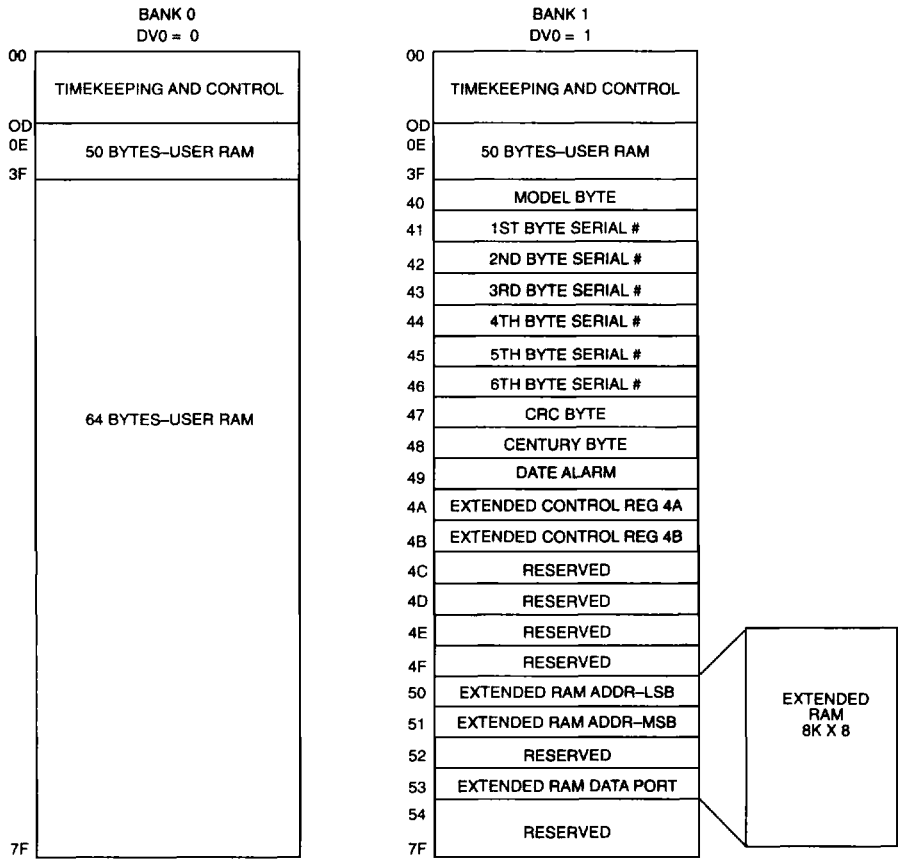 BANK 0
DV0 = 0
00
TIMEKEEPING AND CONTROL
OD
0E
50 BYTES–USER RAM
3F
64 BYTES–USER RAM
7F
BANK 1
DV0 = 1
00
TIMEKEEPING AND CONTROL
OD
0E
50 BYTES–USER RAM
3F
40 MODEL BYTE
41 1ST BYTE SERIAL #
42 2ND BYTE SERIAL #
43 3RD BYTE SERIAL #
44 4TH BYTE SERIAL #
45 5TH BYTE SERIAL #
46 6TH BYTE SERIAL #
47 CRC BYTE
48 CENTURY BYTE
49 DATE ALARM
4A EXTENDED CONTROL REG 4A
4B EXTENDED CONTROL REG 4B
4C RESERVED
4D RESERVED
4E RESERVED
4F RESERVED
50 EXTENDED RAM ADDR–LSB
51 EXTENDED RAM ADDR–MSB
52 RESERVED
53 EXTENDED RAM DATA PORT
54
RESERVED
7F
EXTENDED
RAM
8K X 8